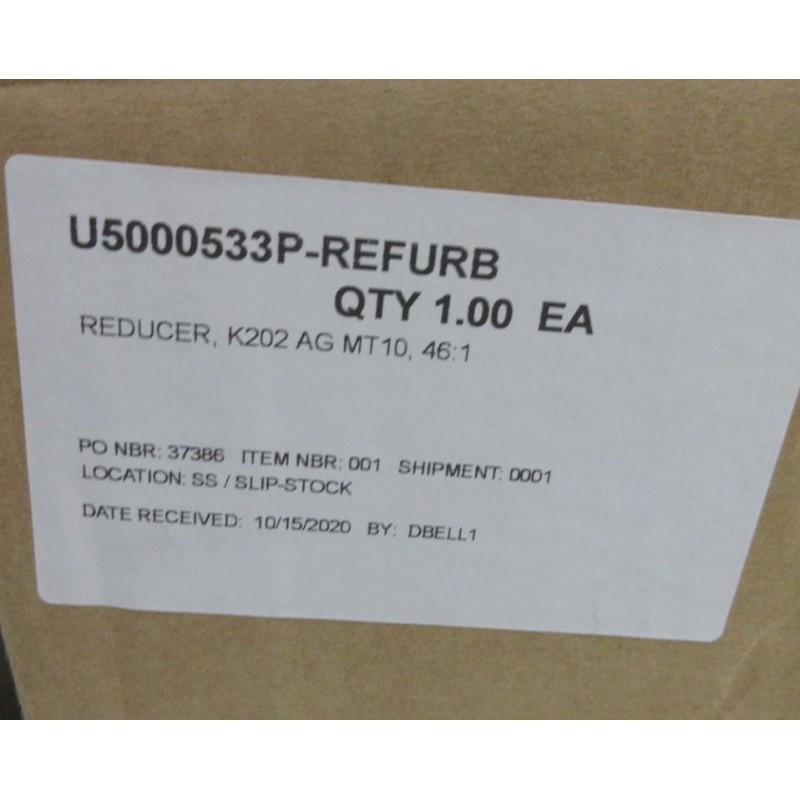 U5000533P-REFURB
QTY 1.00 EA
REDUCER, K202 AG MT10, 46:1
PO NBR: 37386 ITEM NBR: 001 SHIPMENT: 0001
LOCATION: SS / SLIP-STOCK
DATE RECEIVED: 10/15/2020 BY: DBELL1